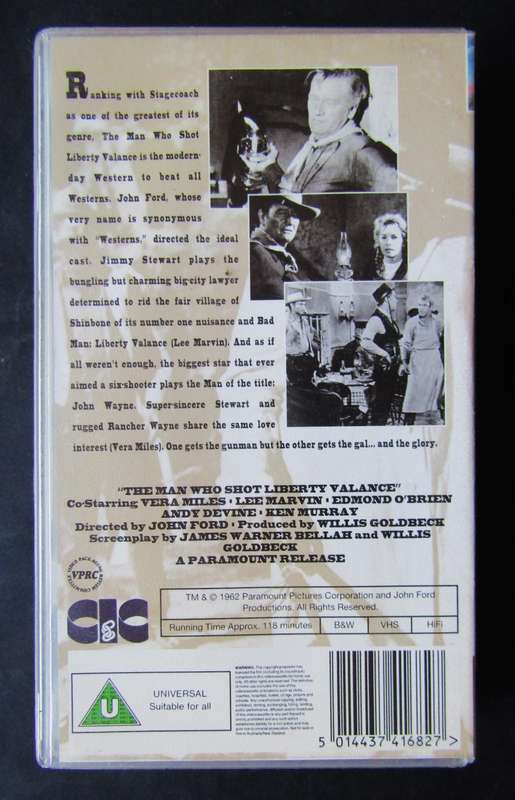 Ranking with Stagecoach
as one of the greatest of its
genre, The Man Who Shot
Liberty Valance is the modern-
day Western to beat all
Westerns. John Ford, whose
very name is synonymous
with "Westerns," directed the ideal
cast. Jimmy Stewart plays the
bungling but charming big-city lawyer
determined to rid the fair village of
Shinbone of its number one nuisance and Bad
Man: Liberty Valance (Lee Marvin). And as if
all weren't enough, the biggest star that ever
aimed a six-shooter plays the Man of the title:
John Wayne. Super-sincere Stewart and
rugged Rancher Wayne share the same love
interest (Vera Miles). One gets the gunman but the other gets the gal... and the glory.
"THE MAN WHO SHOT LIBERTY VALANCE"
Co-Starring VERA MILES · LEE MARVIN · EDMOND O'BRIEN
ANDY DEVINE · KEN MURRAY
Directed by JOHN FORD · Produced by WILLIS GOLDBECK
Screenplay by JAMES WARNER BELLAH and WILLIS
GOLDBECK
A PARAMOUNT RELEASE
VPRC
CIC
&
TM & © 1962 Paramount Pictures Corporation and John Ford
Productions. All Rights Reserved.
Running Time Approx. 118 minutes B&W VHS HiFi
U
UNIVERSAL
Suitable for all
5 014437 416827 >